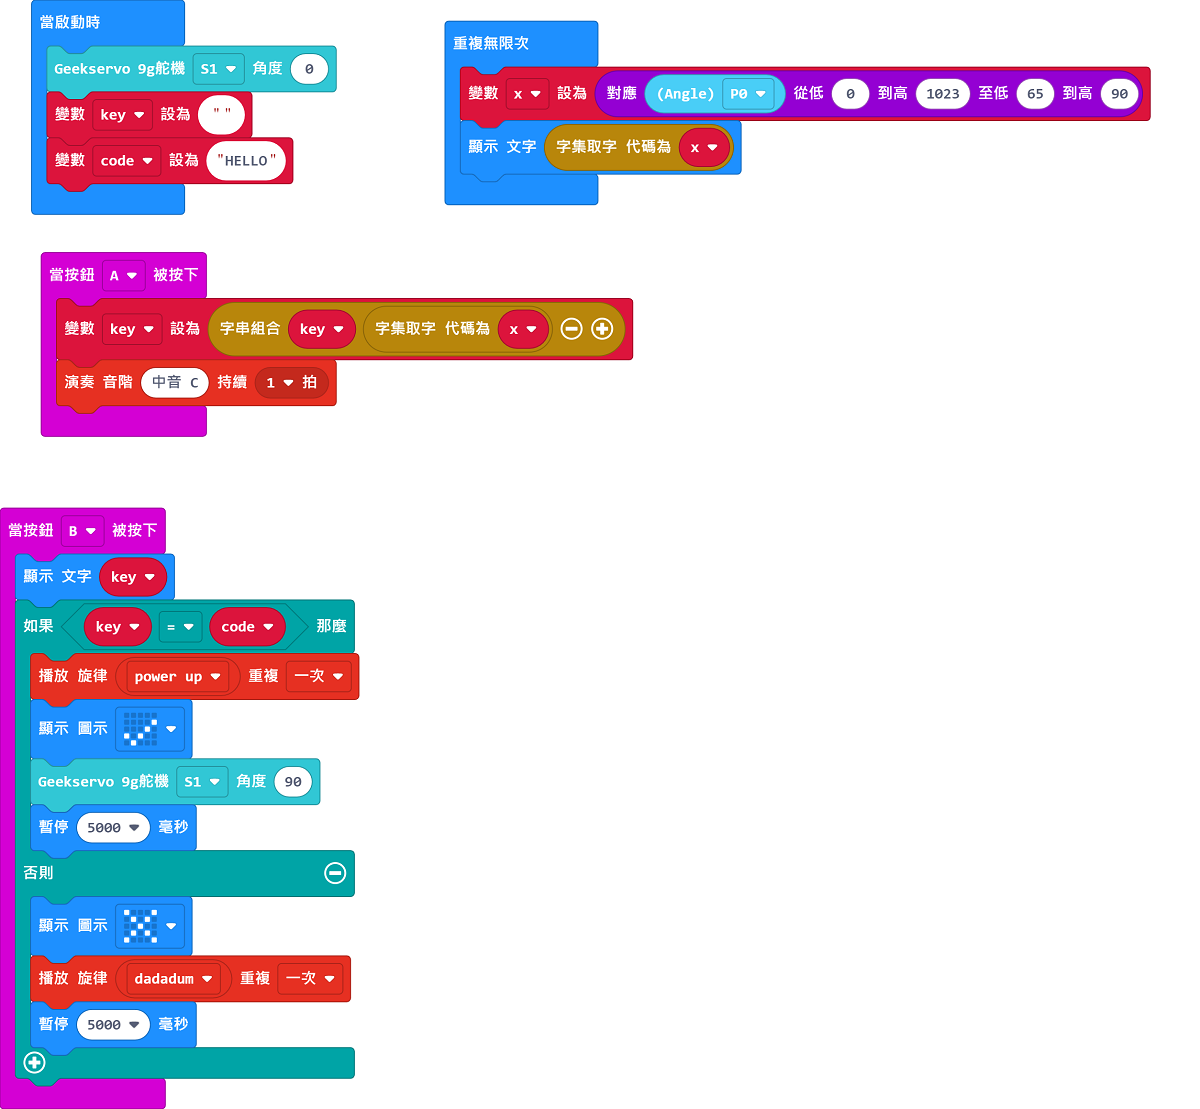 當啟動時
Geekservo 9g舵機 S1 角度 0
變數 key 設為 " "
變數 code 設為 "HELLO"
重複無限次
變數 x 設為 對應 (Angle) P0 從低 0 到高 1023 至低 65 到高 90
顯示 文字 字集取字 代碼為 x
當按鈕 A 被按下
變數 key 設為 字串組合 key 字集取字 代碼為 x
演奏 音階 中音 C 持續 1 拍
當按鈕 B 被按下
顯示 文字 key
如果 key = code 那麼
播放 旋律 power up 重複 一次
顯示 圖示
Geekservo 9g舵機 S1 角度 90
暫停 5000 毫秒
否則
顯示 圖示
播放 旋律 dadadum 重複 一次
暫停 5000 毫秒